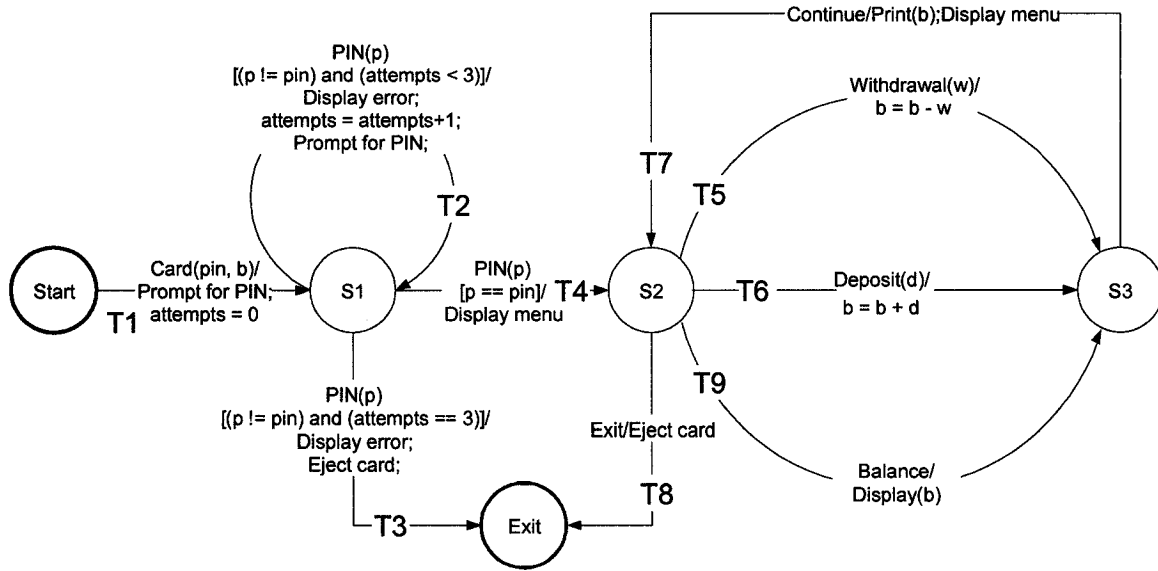 Continue/Print(b);Display menu
PIN(p)
[(p != pin) and (attempts < 3)]/
Display error;
attempts = attempts+1;
Prompt for PIN;
Withdrawal(w)/
b = b - w
T7
T5
T2
Start
Card(pin, b)/
Prompt for PIN;
attempts = 0
T1
S1
PIN(p)
[p == pin]/
Display menu
T4
S2
T6
Deposit(d)/
b = b + d
S3
T9
PIN(p)
[(p != pin) and (attempts == 3)]/
Display error;
Eject card;
Exit/Eject card
Balance/
Display(b)
T8
T3
Exit